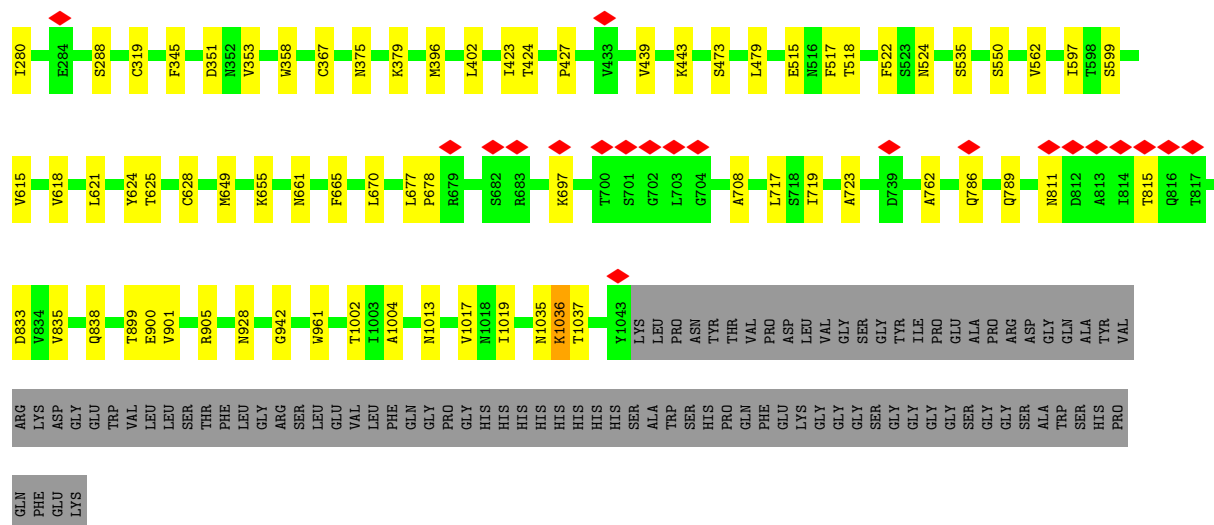 I280 E284 S288 C319 F345 D351 N352 V353 W358 C367 N375 K379 M396 L402 I423 T424 P427 V433 V439 K443 S473 L479 E515 N516 F517 T518 F522 S523 N524 S535 S550 V562 I597 T598 S599
V615 V618 L621 Y624 T625 C628 M649 K655 N661 F665 L670 L677 P678 R679 S682 R683 K697 T700 S701 G702 L703 G704 A708 L717 S718 I719 A723 D739 A762 Q786 Q789 N811 D812 A813 I814 T815 Q816 T817
D833 V834 V835 Q838 T899 E900 V901 R905 N928 G942 W961 T1002 I1003 A1004 N1013 V1017 N1018 I1019 N1035 K1036 T1037 Y1043 LYS LEU PRO ASN TYR THR VAL PRO ASP LEU VAL GLY SER GLY TYR ILE PRO GLU ALA PRO ARG ASP GLY GLN ALA TYR VAL
ARG LYS ASP GLY GLU TRP VAL LEU LEU SER THR PHE LEU GLY ARG SER LEU GLU VAL LEU PHE GLN GLY PRO GLY HIS HIS HIS HIS HIS HIS HIS HIS SER ALA TRP SER HIS PRO GLN PHE GLU LYS GLY GLY GLY SER GLY GLY GLY GLY SER GLY GLY SER ALA TRP SER HIS PRO
GLN PHE GLU LYS